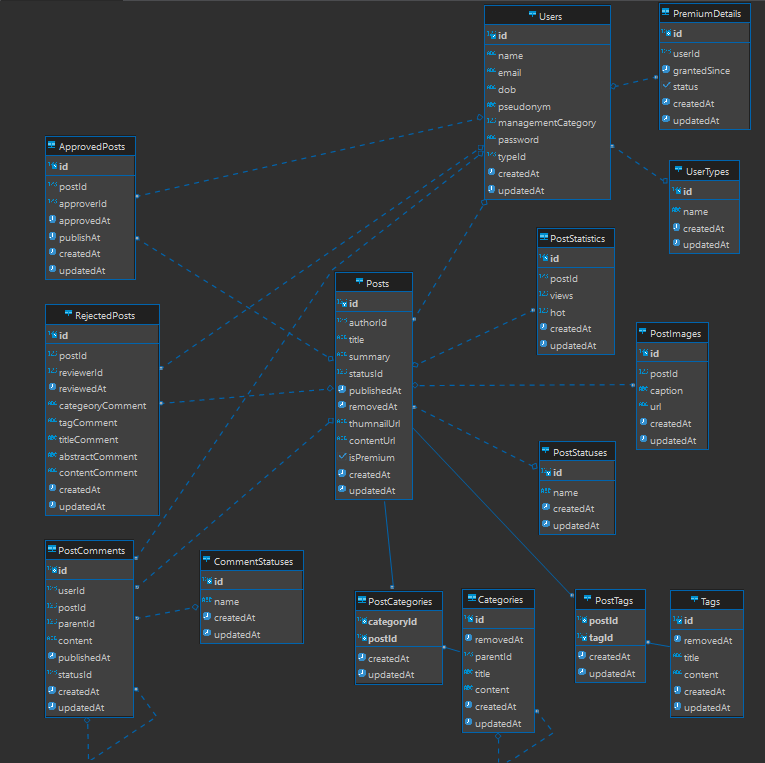 Users
id
name
email
dob
pseudonym
managementCategory
password
typeId
createdAt
updatedAt
PremiumDetails
id
userId
grantedSince
status
createdAt
updatedAt
ApprovedPosts
id
postId
approverId
approvedAt
publishAt
createdAt
updatedAt
UserTypes
id
name
createdAt
updatedAt
PostStatistics
id
postId
views
hot
createdAt
updatedAt
Posts
id
authorId
title
summary
statusId
publishedAt
removedAt
thumnailUrl
contentUrl
isPremium
createdAt
updatedAt
RejectedPosts
id
postId
reviewerId
reviewedAt
categeoryComment
tagComment
titleComment
abstractComment
contentComment
createdAt
updatedAt
PostImages
id
postId
caption
url
createdAt
updatedAt
PostStatuses
id
name
createdAt
updatedAt
PostComments
id
userId
postId
parentId
content
publishedAt
statusId
createdAt
updatedAt
CommentStatuses
id
name
createdAt
updatedAt
PostCategories
categoryId
postId
createdAt
updatedAt
Categories
id
removedAt
parentId
title
content
createdAt
updatedAt
PostTags
postId
tagId
createdAt
updatedAt
Tags
id
removedAt
title
content
createdAt
updatedAt